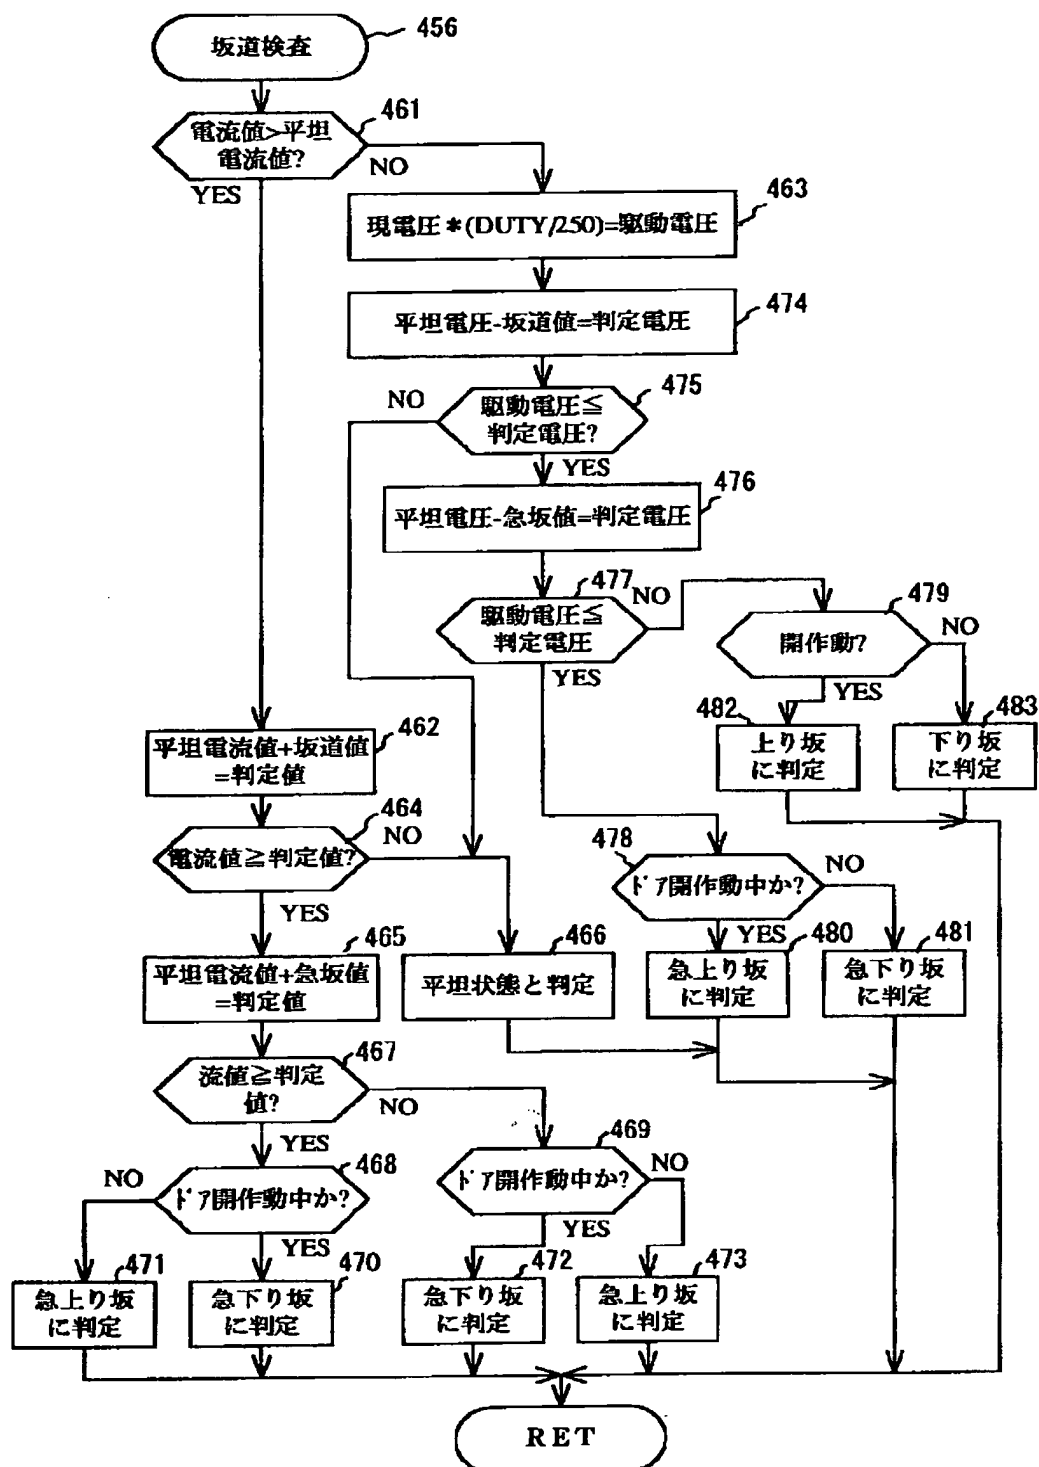 坂道検査
456
461
電流値>平坦
電流値?
NO
YES
463
現電圧*(DUTY/250)=駆動電圧
474
平坦電圧-坂道値=判定電圧
475
NO
駆動電圧≦
判定電圧?
YES
476
平坦電圧-急坂値=判定電圧
477
NO
駆動電圧≦
判定電圧
YES
479
開作動?
NO
YES
482
上り坂
に判定
483
下り坂
に判定
462
平坦電流値+坂道値
=判定値
464
電流値≧判定値?
NO
YES
478
ドア開作動中か?
NO
YES
465
平坦電流値+急坂値
=判定値
466
平坦状態と判定
480
急上り坂
に判定
481
急下り坂
に判定
467
流値≧判定
値?
NO
YES
468
NO
ドア開作動中か?
YES
469
ドア開作動中か?
NO
YES
471
急上り坂
に判定
470
急下り坂
に判定
472
急下り坂
に判定
473
急上り坂
に判定
RET